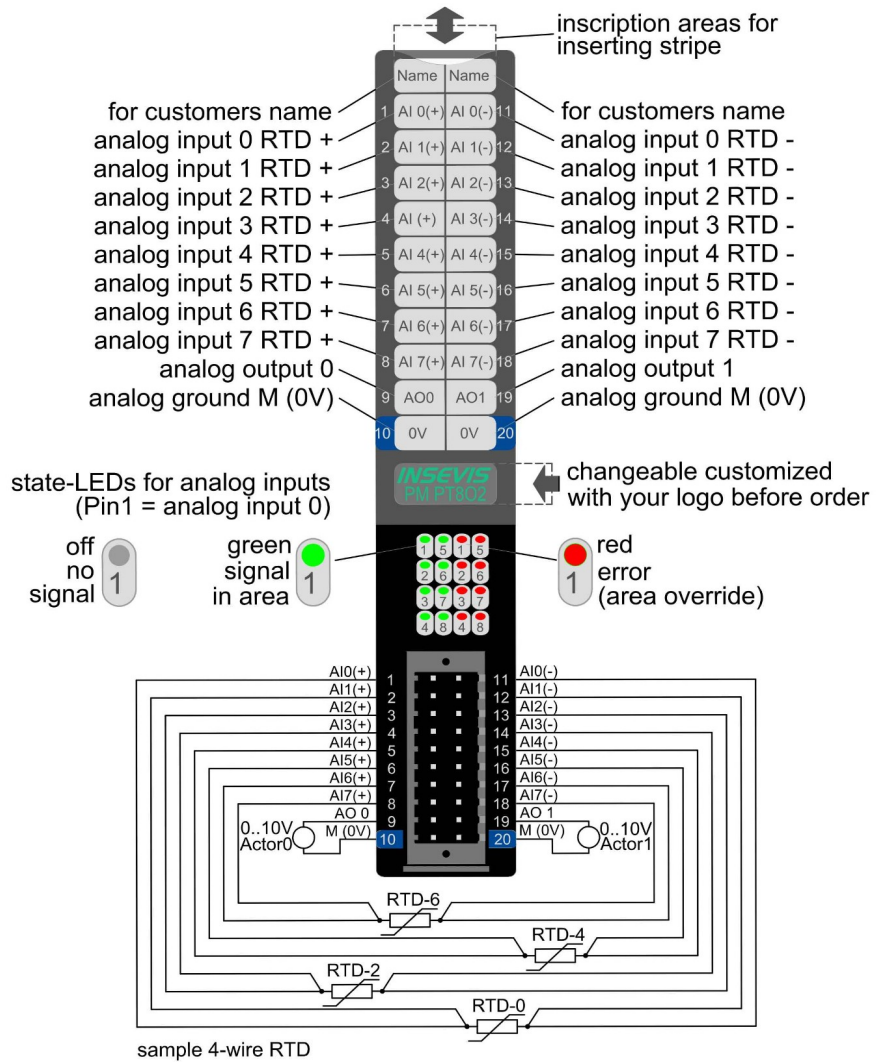 inscription areas for
inserting stripe
Name Name
for customers name
for customers name
1 AI 0(+) AI 0(-) 11
analog input 0 RTD +
analog input 0 RTD -
2 AI 1(+) AI 1(-) 12
analog input 1 RTD +
analog input 1 RTD -
3 AI 2(+) AI 2(-) 13
analog input 2 RTD +
analog input 2 RTD -
4 AI (+) AI 3(-) 14
analog input 3 RTD +
analog input 3 RTD -
5 AI 4(+) AI 4(-) 15
analog input 4 RTD +
analog input 4 RTD -
6 AI 5(+) AI 5(-) 16
analog input 5 RTD +
analog input 5 RTD -
7 AI 6(+) AI 6(-) 17
analog input 6 RTD +
analog input 6 RTD -
8 AI 7(+) AI 7(-) 18
analog input 7 RTD +
analog input 7 RTD -
9 AO0 AO1 19
analog output 0
analog output 1
10 0V 0V 20
analog ground M (0V)
analog ground M (0V)
INSEVIS
PM PT8O2
changeable customized
with your logo before order
state-LEDs for analog inputs
(Pin1 = analog input 0)
off
no
signal
1
green
signal
in area
1
1 5 1 5
2 6 2 6
3 7 3 7
4 8 4 8
1
red
error
(area override)
AI0(+) 1 11 AI0(-)
AI1(+) 2 12 AI1(-)
AI2(+) 3 13 AI2(-)
AI3(+) 4 14 AI3(-)
AI4(+) 5 15 AI4(-)
AI5(+) 6 16 AI5(-)
AI6(+) 7 17 AI6(-)
AI7(+) 8 18 AI7(-)
AO 0 9 19 AO 1
M (0V) 10 20 M (0V)
0..10V
Actor0
0..10V
Actor1
RTD-6
RTD-4
RTD-2
RTD-0
sample 4-wire RTD